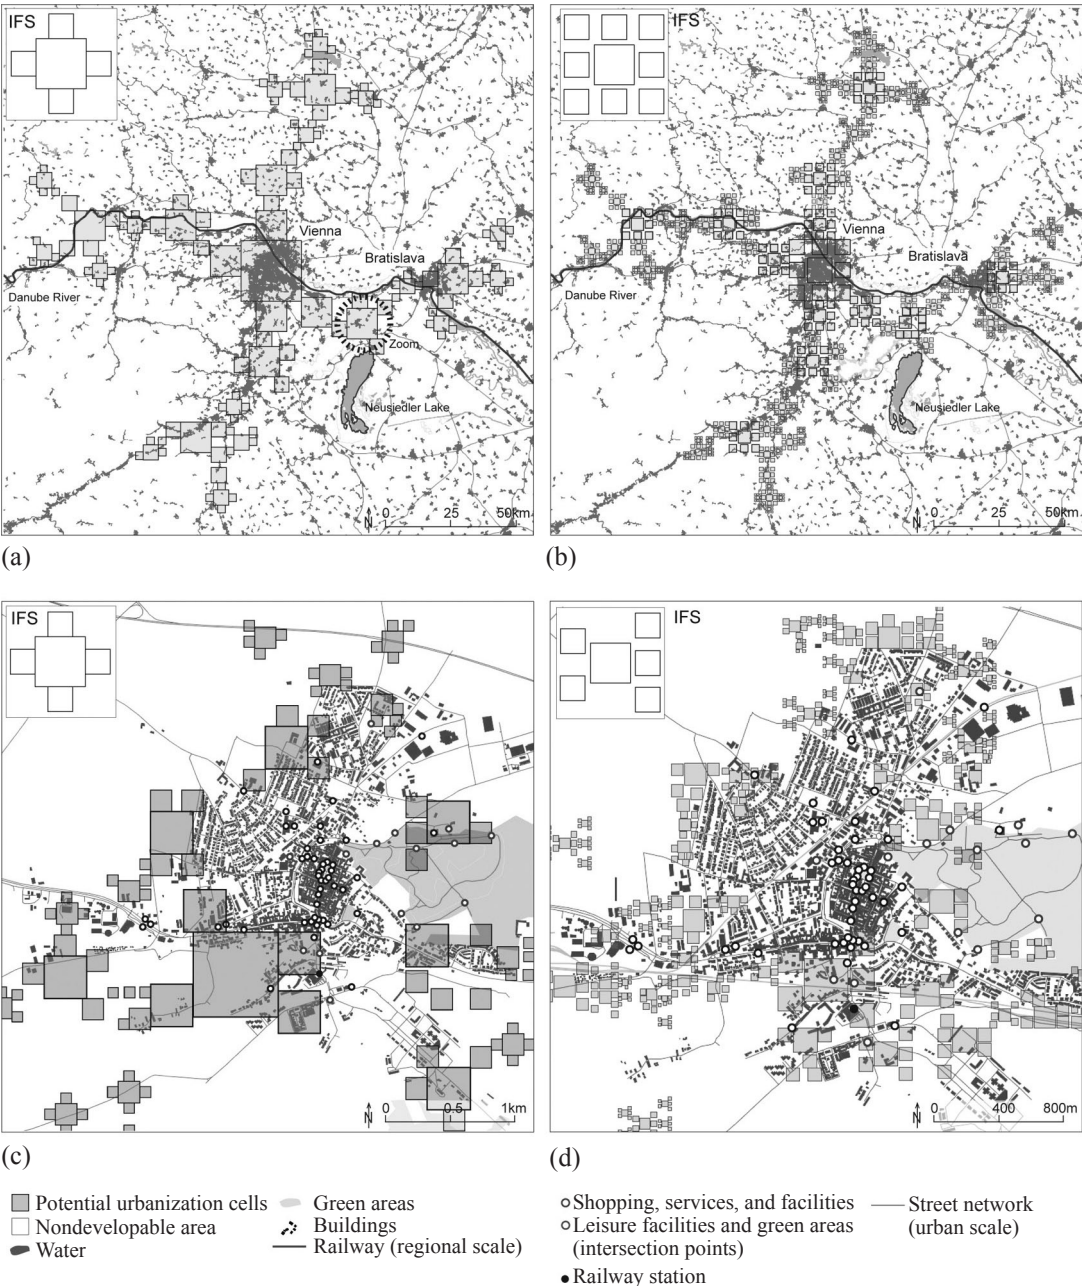 IFS
Vienna
Bratislava
Danube River
Zoom
Neusiedler Lake
N
0 25 50km
(a)
IFS
Vienna
Bratislava
Danube River
Neusiedler Lake
N
0 25 50km
(b)
IFS
N
0 0.5 1km
(c)
IFS
N
0 400 800m
(d)
Potential urbanization cells
Nondevelopable area
Water
Green areas
Buildings
Railway (regional scale)
Shopping, services, and facilities
Leisure facilities and green areas
(intersection points)
Railway station
Street network
(urban scale)